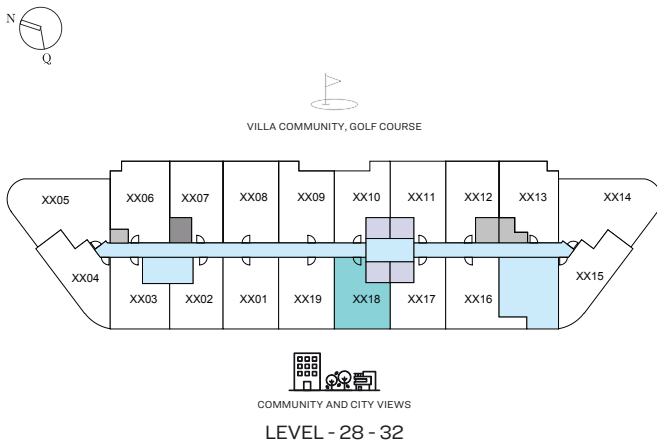 N
Q
VILLA COMMUNITY, GOLF COURSE
XX05 XX06 XX07 XX08 XX09 XX10 XX11 XX12 XX13 XX14
XX04 XX03 XX02 XX01 XX19 XX18 XX17 XX16 XX15
COMMUNITY AND CITY VIEWS
LEVEL - 28 - 32